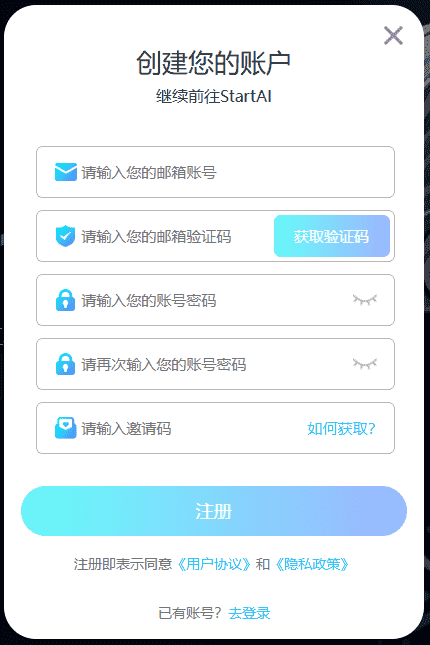 创建您的账户
继续前往StartAI
请输入您的邮箱账号
请输入您的邮箱验证码 获取验证码
请输入您的账号密码
请再次输入您的账号密码
请输入邀请码 如何获取?
注册
注册即表示同意《用户协议》和《隐私政策》
已有账号？去登录